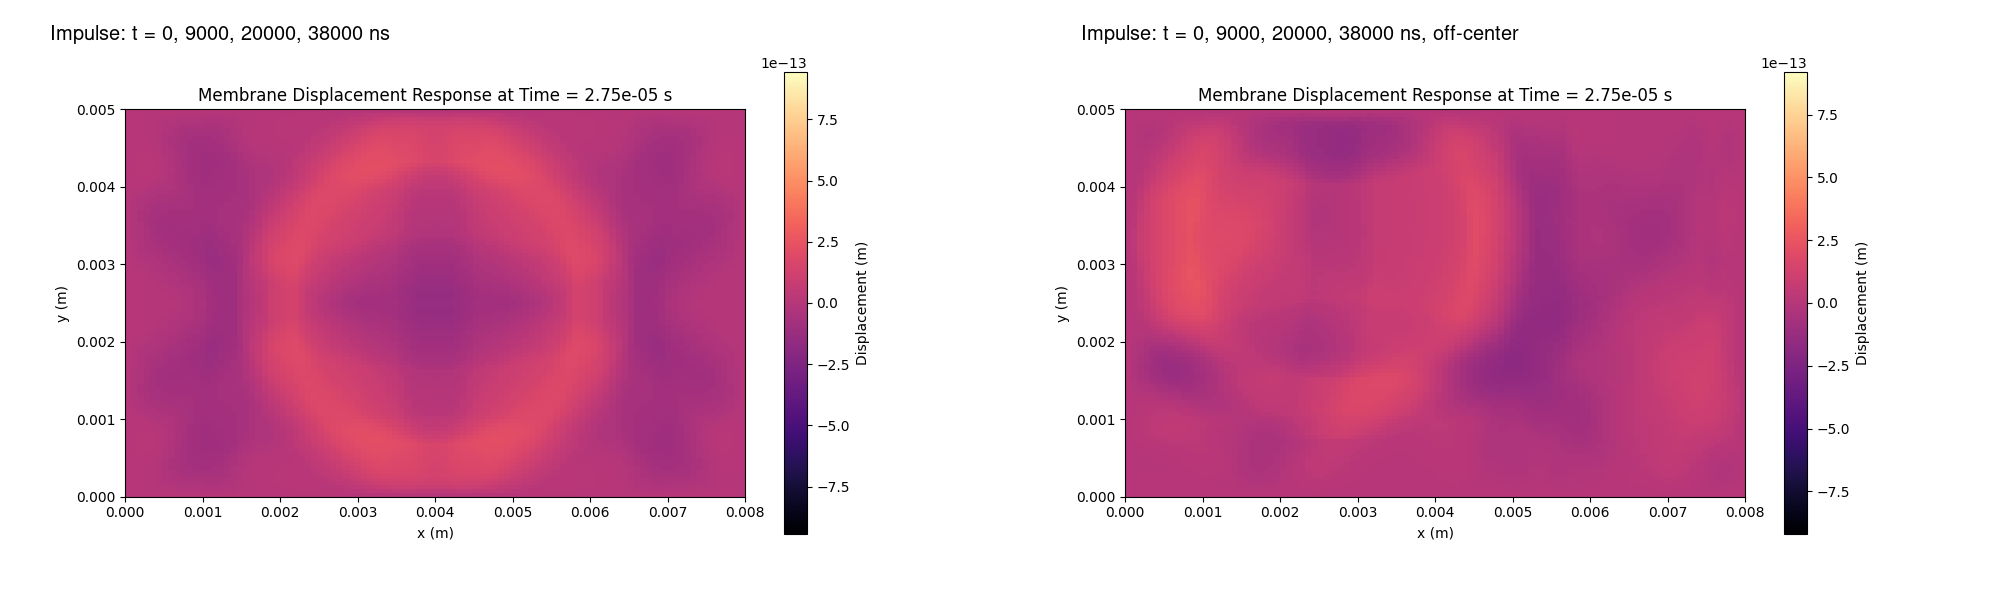 Impulse: t = 0, 9000, 20000, 38000 ns
1e−13
Membrane Displacement Response at Time = 2.75e-05 s
0.005
0.004
0.003
0.002
0.001
0.000
y (m)
0.000 0.001 0.002 0.003 0.004 0.005 0.006 0.007 0.008
x (m)
7.5
5.0
2.5
0.0
−2.5
−5.0
−7.5
Displacement (m)
Impulse: t = 0, 9000, 20000, 38000 ns, off-center
1e−13
Membrane Displacement Response at Time = 2.75e-05 s
0.005
0.004
0.003
0.002
0.001
0.000
y (m)
0.000 0.001 0.002 0.003 0.004 0.005 0.006 0.007 0.008
x (m)
7.5
5.0
2.5
0.0
−2.5
−5.0
−7.5
Displacement (m)